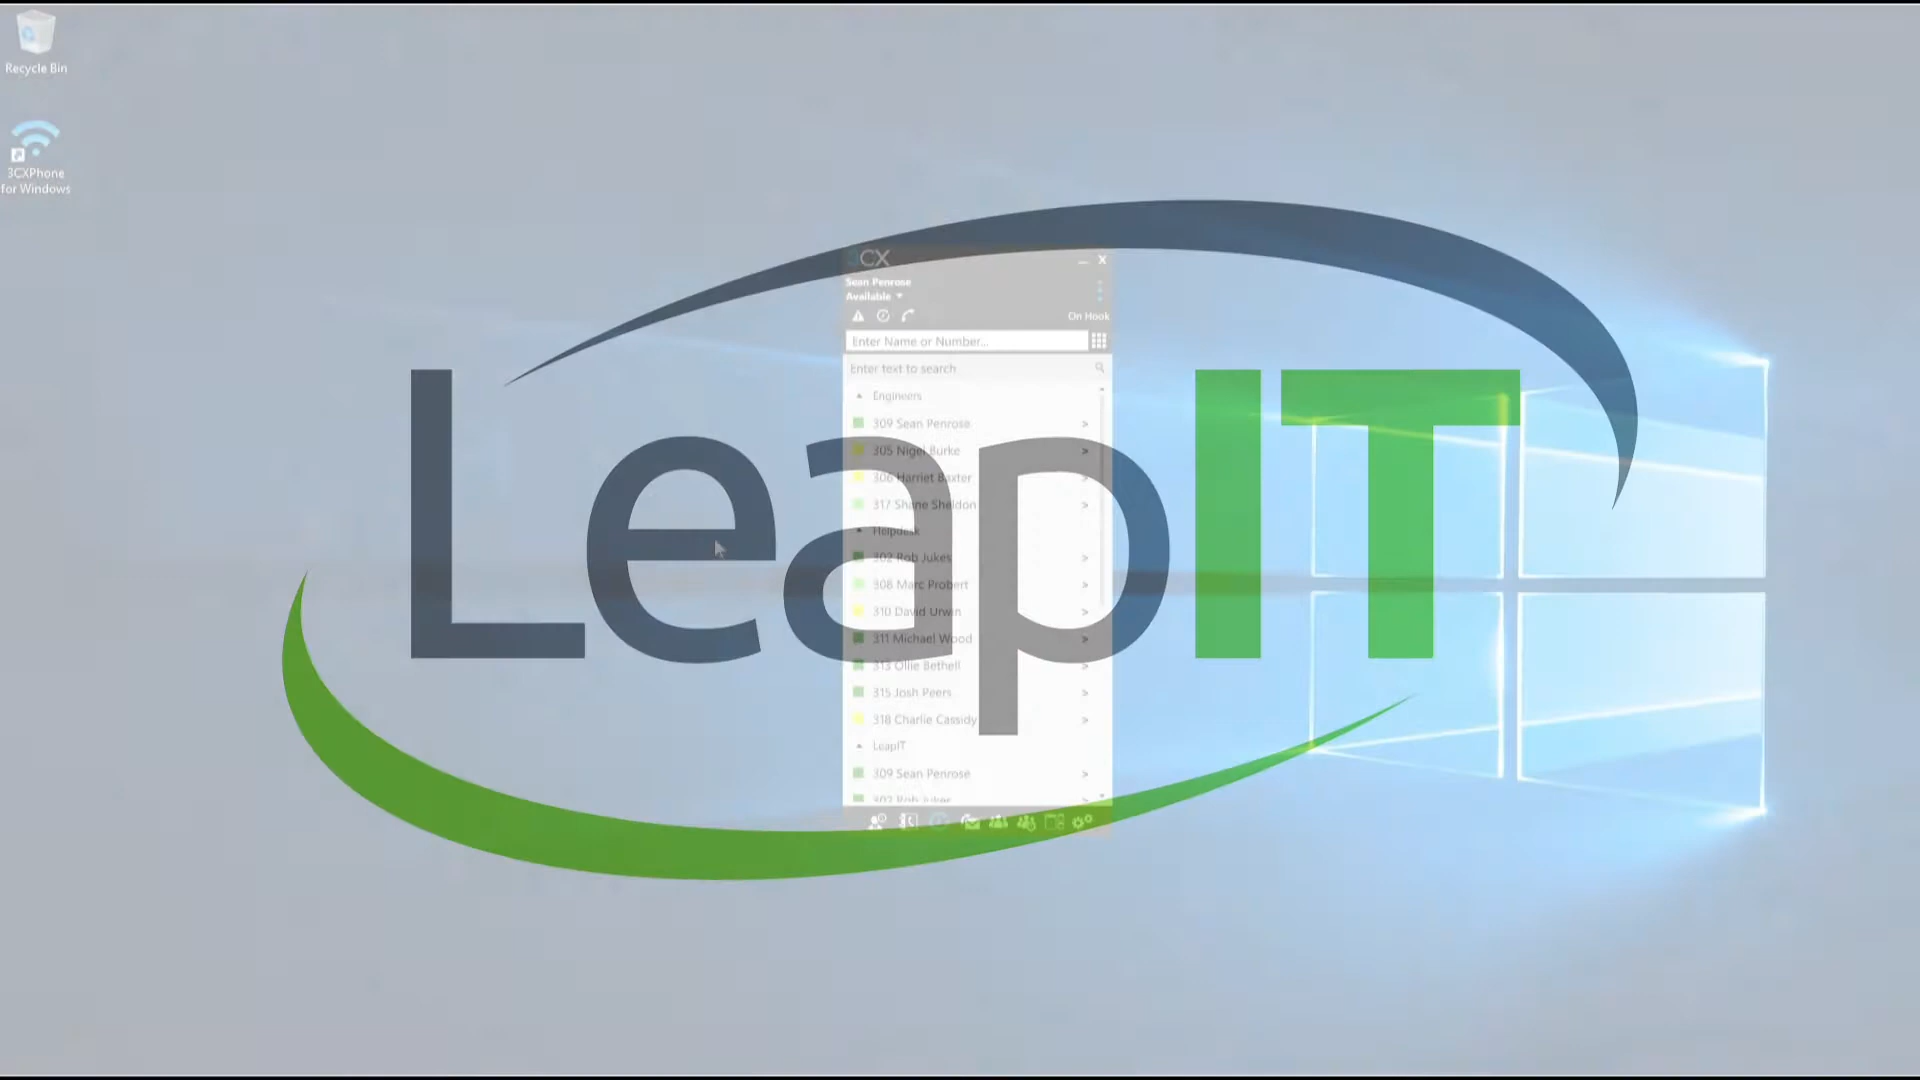 Recycle Bin
3CXPhone
for Windows
LeapIT
3CX
Sean Penrose
Available
On Hook
Enter Name or Number...
Enter text to search
Engineers
309 Sean Penrose
305 Nigel Burke
306 Harriet Baxter
317 Shane Sheldon
Helpdesk
302 Rob Jukes
308 Marc Probert
310 David Urwin
311 Michael Wood
313 Ollie Bethell
315 Josh Peers
318 Charlie Cassidy
LeapIT
309 Sean Penrose
302 Rob Jukes